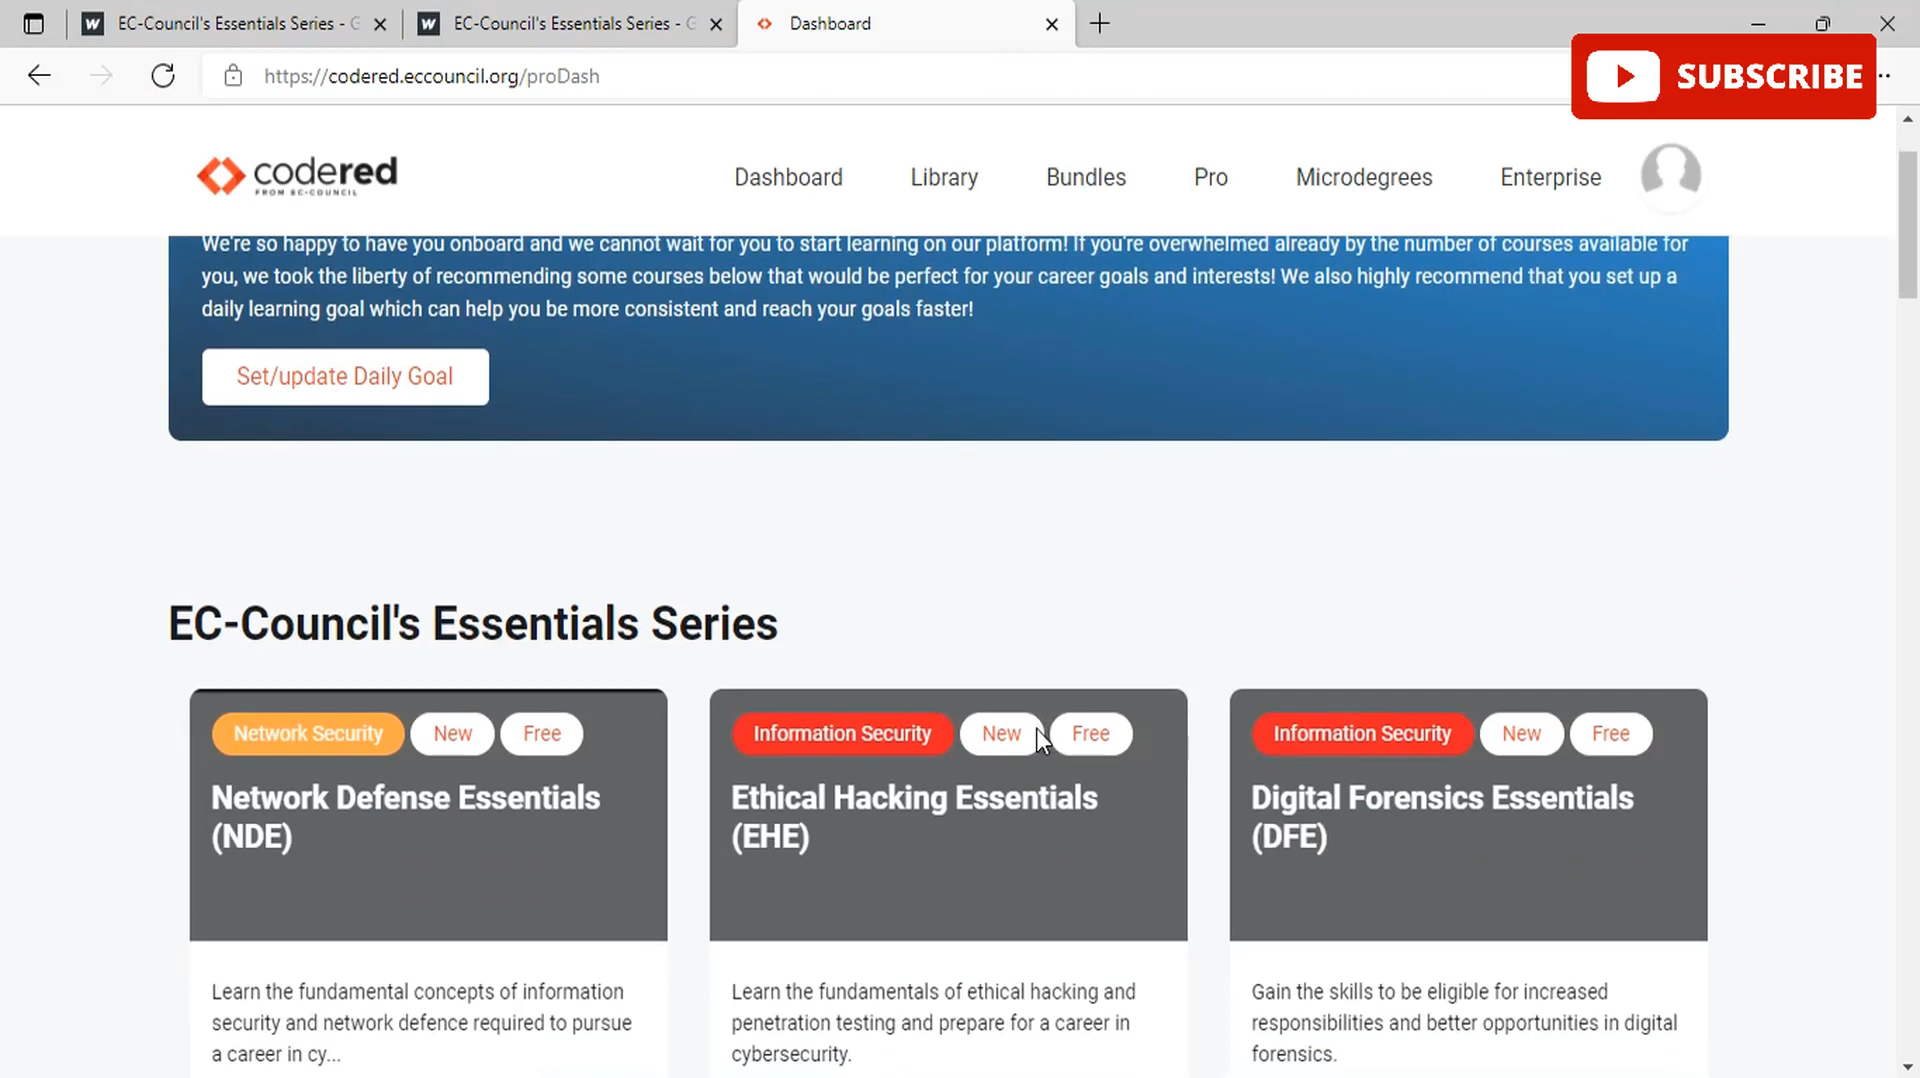 EC-Council's Essentials Series - G
EC-Council's Essentials Series - G
Dashboard
https://codered.eccouncil.org/proDash
SUBSCRIBE
codered
FROM EC-COUNCIL
Dashboard
Library
Bundles
Pro
Microdegrees
Enterprise
We're so happy to have you onboard and we cannot wait for you to start learning on our platform! If you're overwhelmed already by the number of courses available for
you, we took the liberty of recommending some courses below that would be perfect for your career goals and interests! We also highly recommend that you set up a
daily learning goal which can help you be more consistent and reach your goals faster!
Set/update Daily Goal
EC-Council's Essentials Series
Network Security
New
Free
Network Defense Essentials
(NDE)
Learn the fundamental concepts of information
security and network defence required to pursue
a career in cy...
Information Security
New
Free
Ethical Hacking Essentials
(EHE)
Learn the fundamentals of ethical hacking and
penetration testing and prepare for a career in
cybersecurity.
Information Security
New
Free
Digital Forensics Essentials
(DFE)
Gain the skills to be eligible for increased
responsibilities and better opportunities in digital
forensics.